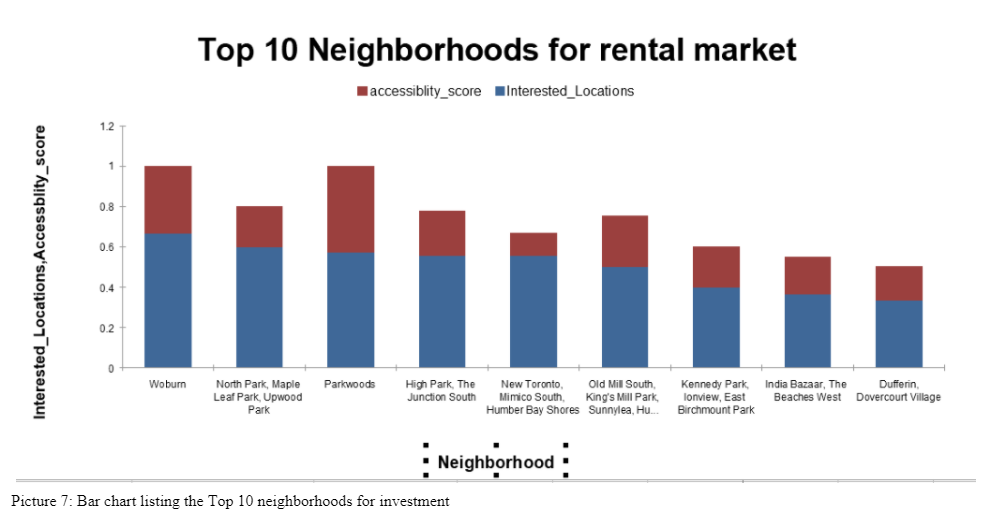 Top 10 Neighborhoods for rental market
accessiblity_score Interested_Locations
Interested_Locations,Accessblity_score
1.2
1
0.8
0.6
0.4
0.2
0
Woburn
North Park, Maple
Leaf Park, Upwood
Park
Parkwoods
High Park, The
Junction South
New Toronto,
Mimico South,
Humber Bay Shores
Old Mill South,
King's Mill Park,
Sunnylea, Hu...
Kennedy Park,
Ionview, East
Birchmount Park
India Bazaar, The
Beaches West
Dufferin,
Dovercourt Village
Neighborhood
Picture 7: Bar chart listing the Top 10 neighborhoods for investment